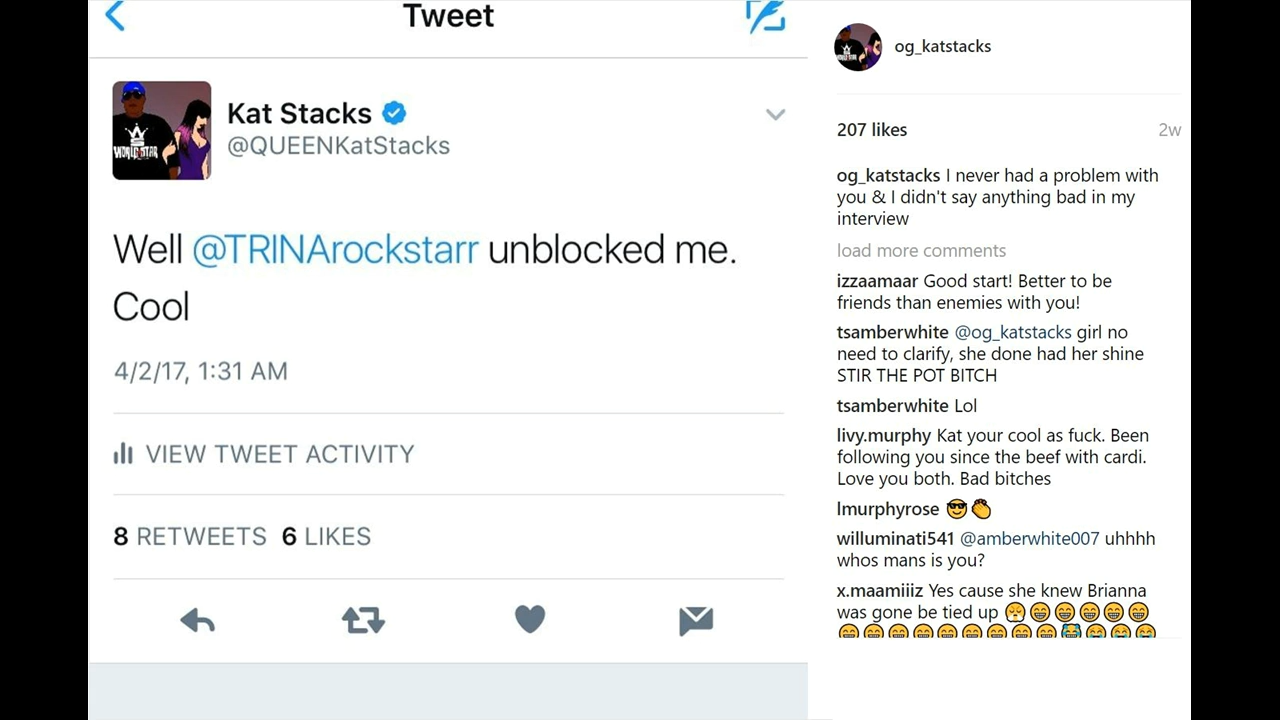 Tweet
Kat Stacks
@QUEENKatStacks
WORLDSTAR
Well @TRINArockstarr unblocked me.
Cool
4/2/17, 1:31 AM
VIEW TWEET ACTIVITY
8 RETWEETS 6 LIKES
og_katstacks
207 likes 2w
og_katstacks I never had a problem with
you & I didn't say anything bad in my
interview
load more comments
izzaamaar Good start! Better to be
friends than enemies with you!
tsamberwhite @og_katstacks girl no
need to clarify, she done had her shine
STIR THE POT BITCH
tsamberwhite Lol
livy.murphy Kat your cool as fuck. Been
following you since the beef with cardi.
Love you both. Bad bitches
lmurphyrose 😎👏
willuminati541 @amberwhite007 uhhhh
whos mans is you?
x.maamiiiz Yes cause she knew Brianna
was gone be tied up 😤😁😁😁😁😁
😁😁😁😁😁😁😁😁😁😂😂😂😂